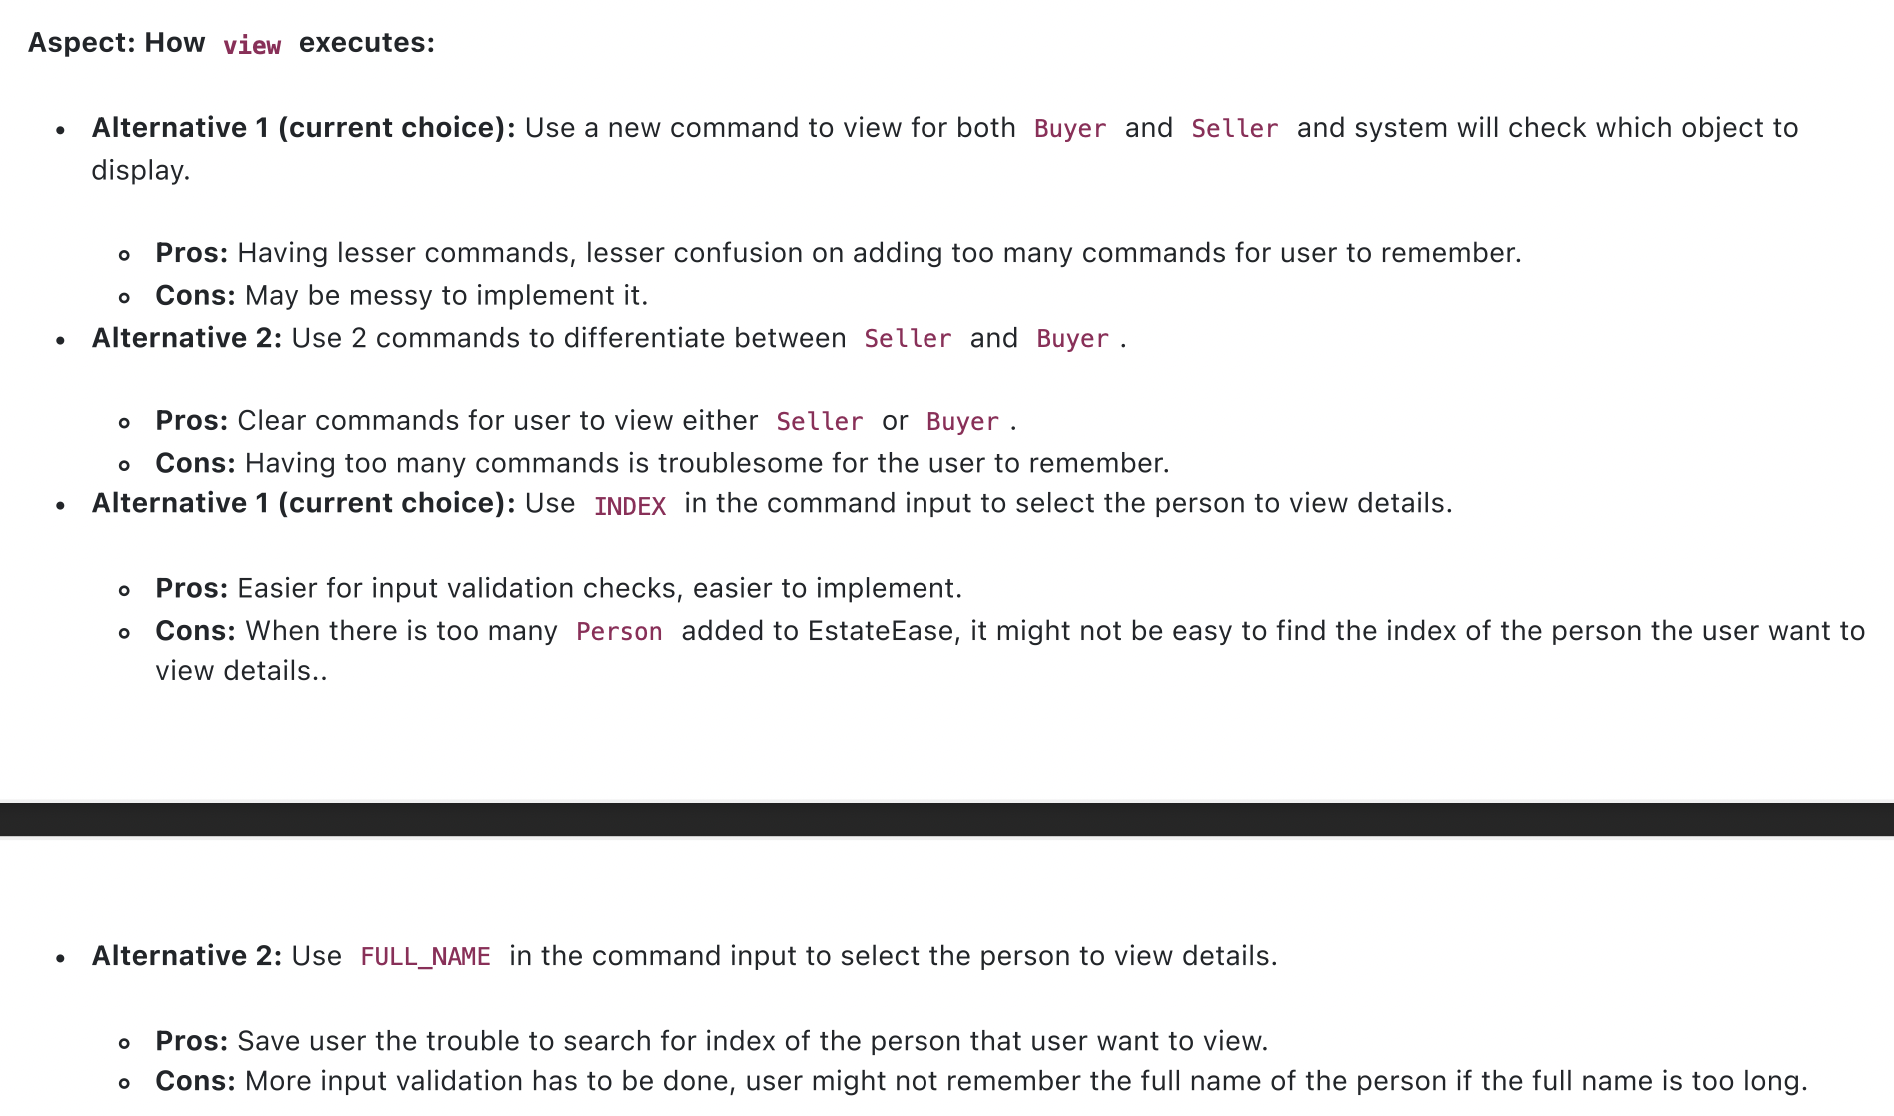 Aspect: How view executes:
• Alternative 1 (current choice): Use a new command to view for both Buyer and Seller and system will check which object to
display.
◦ Pros: Having lesser commands, lesser confusion on adding too many commands for user to remember.
◦ Cons: May be messy to implement it.
• Alternative 2: Use 2 commands to differentiate between Seller and Buyer .
◦ Pros: Clear commands for user to view either Seller or Buyer .
◦ Cons: Having too many commands is troublesome for the user to remember.
• Alternative 1 (current choice): Use INDEX in the command input to select the person to view details.
◦ Pros: Easier for input validation checks, easier to implement.
◦ Cons: When there is too many Person added to EstateEase, it might not be easy to find the index of the person the user want to
view details..
• Alternative 2: Use FULL_NAME in the command input to select the person to view details.
◦ Pros: Save user the trouble to search for index of the person that user want to view.
◦ Cons: More input validation has to be done, user might not remember the full name of the person if the full name is too long.